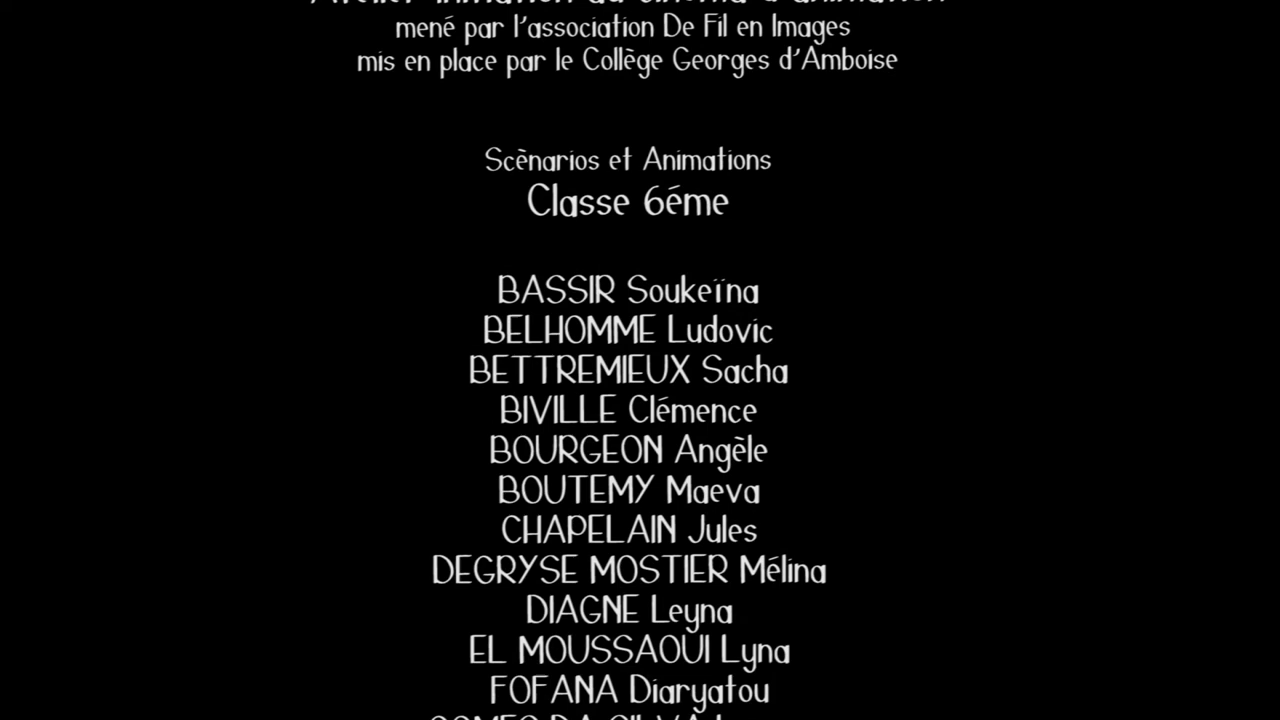 mené par l'association De Fil en Images
mis en place par le Collège Georges d'Amboise
Scènarios et Animations
Classe 6éme
BASSIR Soukeïna
BELHOMME Ludovic
BETTREMIEUX Sacha
BIVILLE Clémence
BOURGEON Angèle
BOUTEMY Maeva
CHAPELAIN Jules
DEGRYSE MOSTIER Mélina
DIAGNE Leyna
EL MOUSSAOUI Lyna
FOFANA Diaryatou